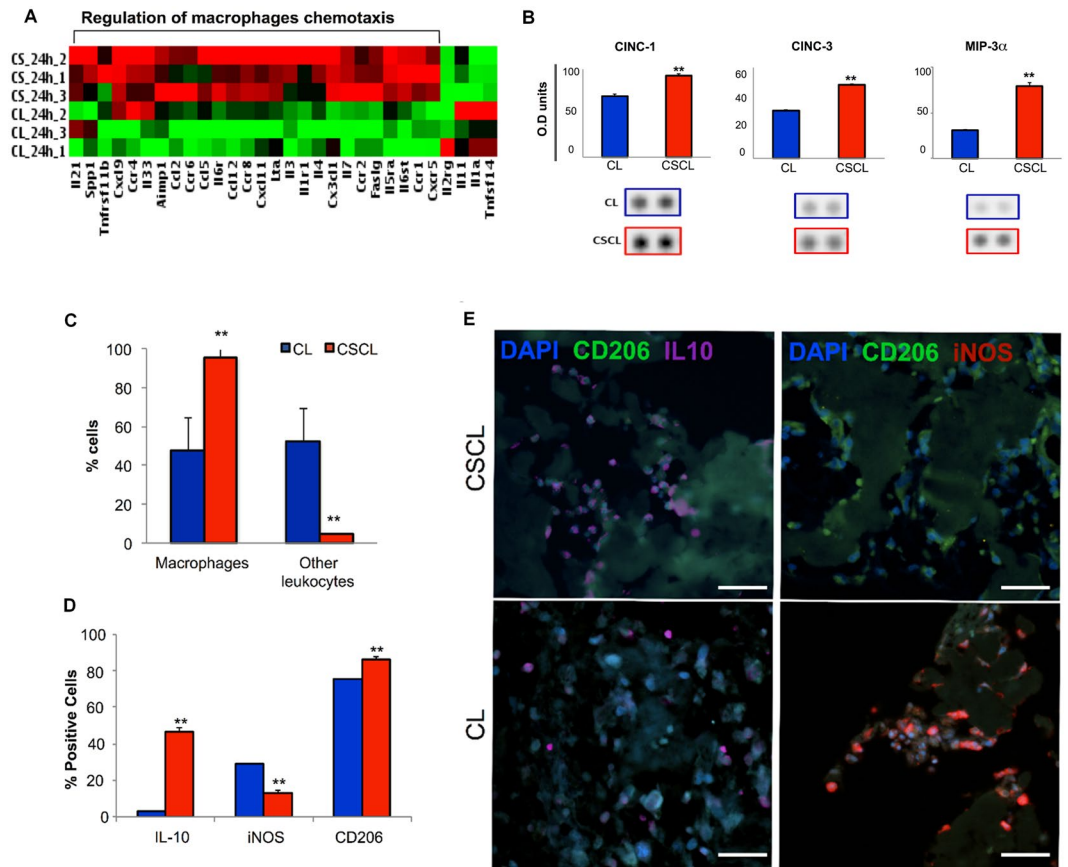 A
Regulation of macrophages chemotaxis
CS_24h_2
CS_24h_1
CS_24h_3
CL_24h_2
CL_24h_3
CL_24h_1
Il21
Spp1
Tnfrsf11b
Cxcl9
Ccr4
Il33
Aimp1
Ccl2
Ccr6
Ccl5
Il6r
Ccl12
Ccr8
Cxcl11
Lta
Il3
Il1r1
Il4
Cx3cl1
Il7
Ccr2
Faslg
Il5ra
Il6st
Ccr1
Cxcr5
Il2rg
Il11
Il1a
Tnfsf14
B
CINC-1
CINC-3
MIP-3α
O.D units
100
50
0
**
CL
CSCL
60
40
20
0
**
CL
CSCL
100
50
0
**
CL
CSCL
CL
CSCL
C
% cells
100
80
60
40
20
0
**
**
CL
CSCL
Macrophages
Other
leukocytes
D
% Positive Cells
100
80
60
40
20
0
**
**
**
IL-10
iNOS
CD206
E
DAPI CD206 IL10
DAPI CD206 iNOS
CSCL
CL